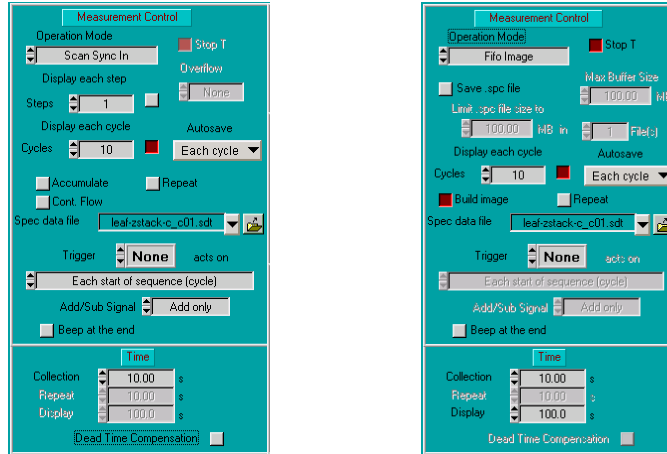 Measurement Control
Operation Mode
Scan Sync In
Stop T
Display each step
Overflow
Steps 1
None
Display each cycle
Autosave
Cycles 10
Each cycle
Accumulate
Repeat
Cont. Flow
Spec data file leaf-zstack-c_c01.sdt
Trigger None acts on
Each start of sequence (cycle)
Add/Sub Signal Add only
Beep at the end
Time
Collection 10.00 s
Repeat 10.00 s
Display 100.0 s
Dead Time Compensation
Measurement Control
Operation Mode
Fifo Image
Stop T
Save .spc file
Max Buffer Size
100.00
Limit .spc file size to
100.00 MB in 1 File(s)
Display each cycle
Autosave
Cycles 10
Each cycle
Build image
Repeat
Spec data file leaf-zstack-c_c01.sdt
Trigger None acts on
Each start of sequence (cycle)
Add/Sub Signal Add only
Beep at the end
Time
Collection 10.00 s
Repeat 10.00 s
Display 100.0 s
Dead Time Compensation